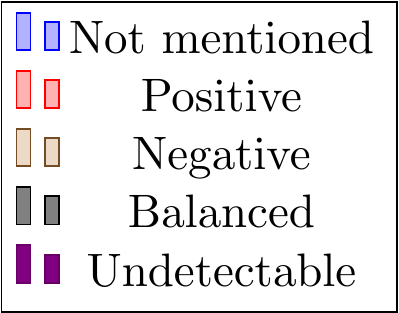 Not mentioned
Positive
Negative
Balanced
Undetectable